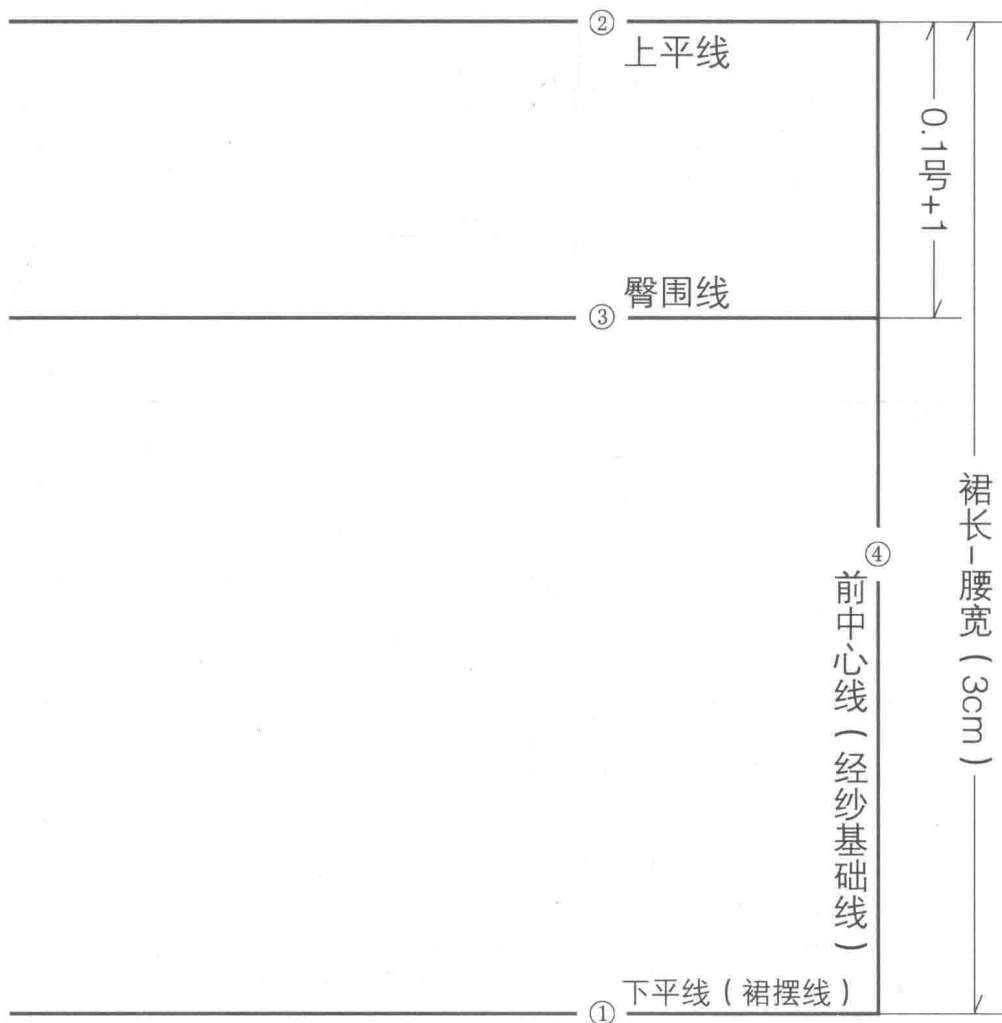 ②
上平线
0.1号+1
臀围线
③
裙长-腰宽(3cm)
④
前中心线(经纱基础线)
下平线(裙摆线)
①